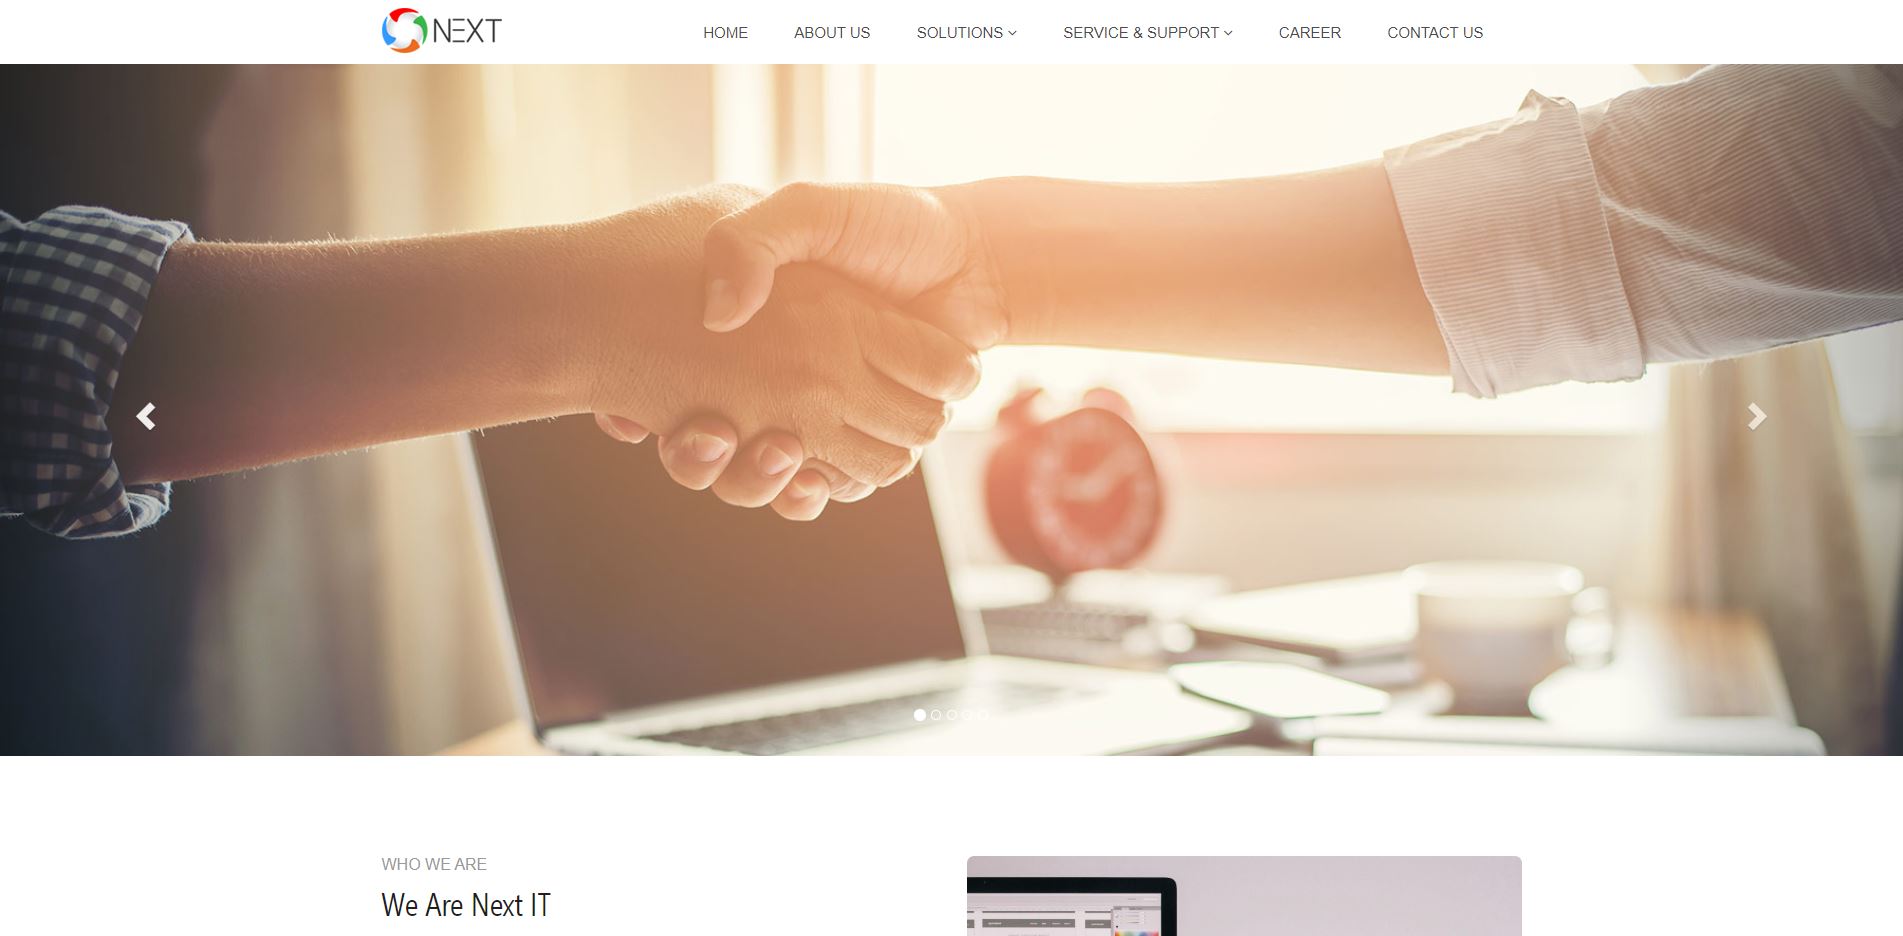 NEXT
HOME ABOUT US SOLUTIONS SERVICE & SUPPORT CAREER CONTACT US
WHO WE ARE
We Are Next IT